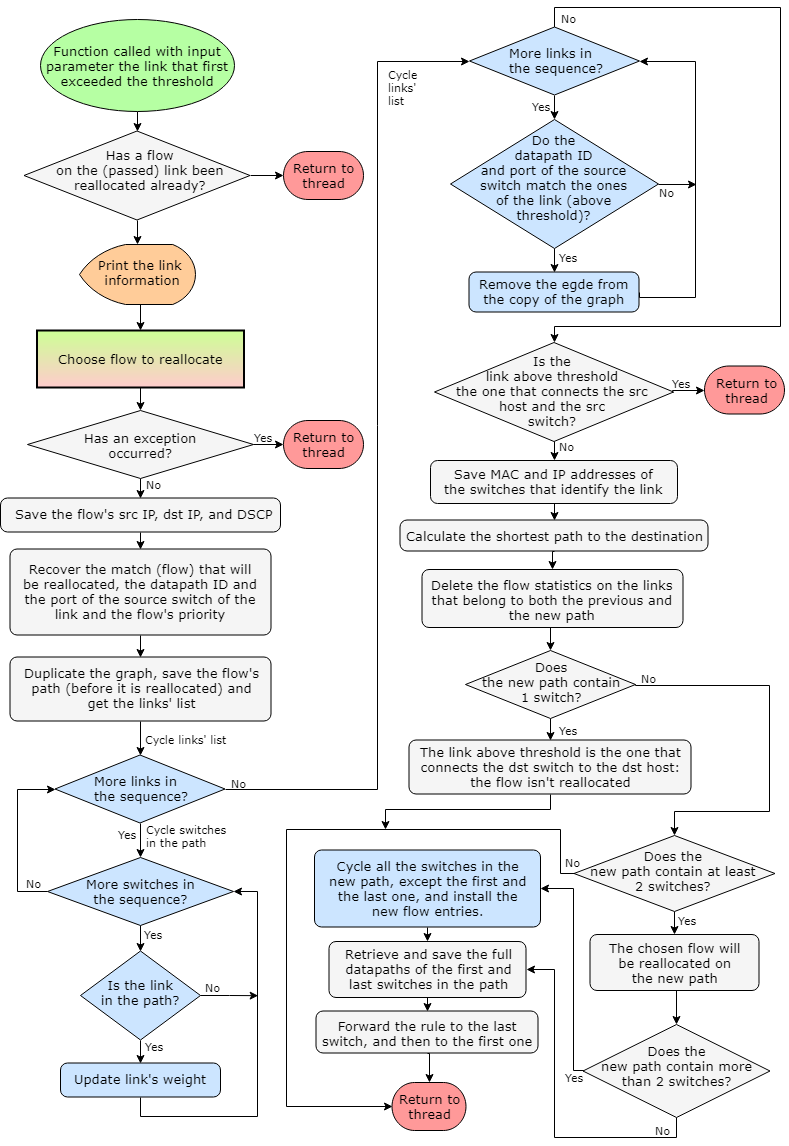 Function called with input
parameter the link that first
exceeded the threshold
Has a flow
on the (passed) link been
reallocated already?
Return to
thread
Print the link
information
Choose flow to reallocate
Has an exception
occurred?
Yes
Return to
thread
No
Save the flow's src IP, dst IP, and DSCP
Recover the match (flow) that will
be reallocated, the datapath ID and
the port of the source switch of the
link and the flow's priority
Duplicate the graph, save the flow's
path (before it is reallocated) and
get the links' list
Cycle links' list
More links in
the sequence?
No
Yes
Cycle switches
in the path
More switches in
the sequence?
No
Yes
Is the link
in the path?
No
Yes
Update link's weight
Cycle
links'
list
No
More links in
the sequence?
Yes
Do the
datapath ID
and port of the source
switch match the ones
of the link (above
threshold)?
No
Yes
Remove the egde from
the copy of the graph
Is the
link above threshold
the one that connects the src
host and the src
switch?
Yes
Return to
thread
No
Save MAC and IP addresses of
the switches that identify the link
Calculate the shortest path to the destination
Delete the flow statistics on the links
that belong to both the previous and
the new path
Does
the new path contain
1 switch?
No
Yes
The link above threshold is the one that
connects the dst switch to the dst host:
the flow isn't reallocated
Does the
new path contain at least
2 switches?
No
Yes
The chosen flow will
be reallocated on
the new path
Does the
new path contain more
than 2 switches?
Yes
No
Cycle all the switches in the
new path, except the first and
the last one, and install the
new flow entries.
Retrieve and save the full
datapaths of the first and
last switches in the path
Forward the rule to the last
switch, and then to the first one
Return to
thread